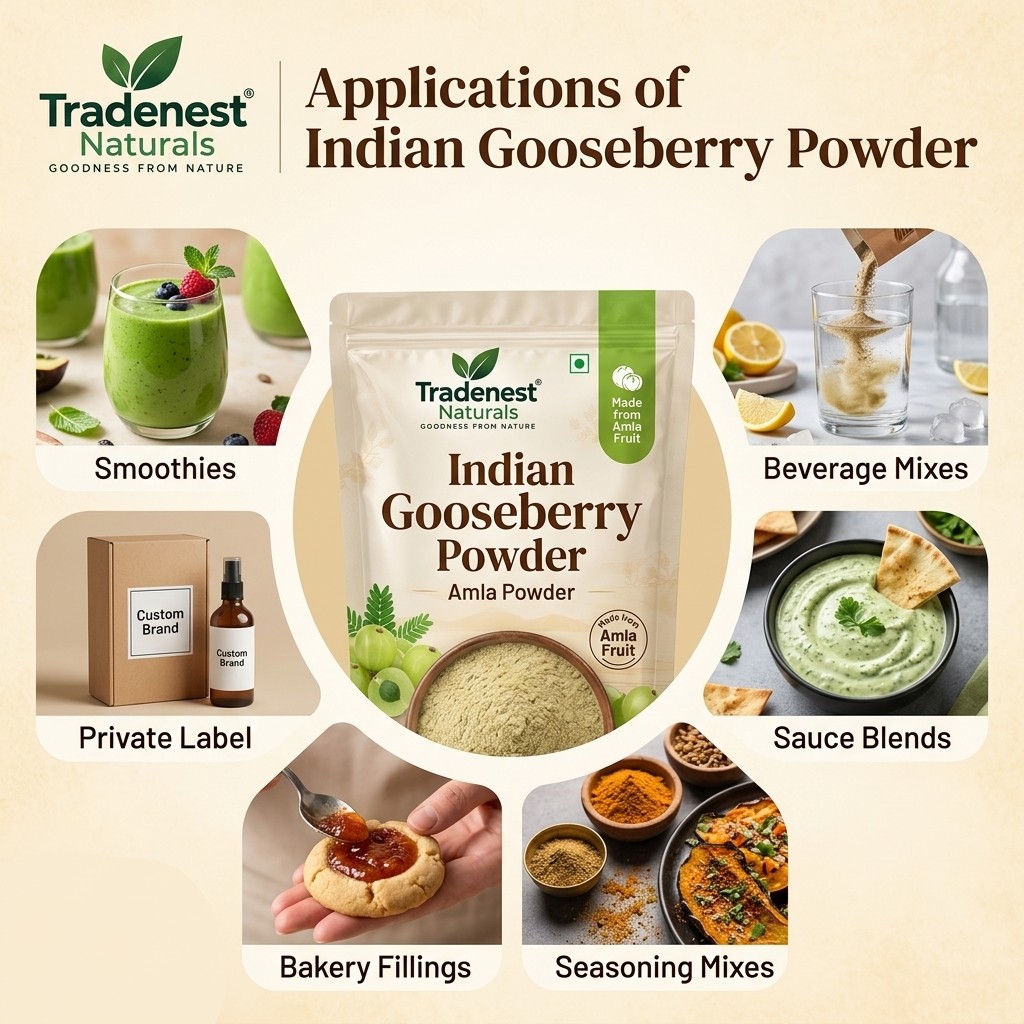 Tradenest®
Naturals
GOODNESS FROM NATURE
Applications of
Indian Gooseberry Powder
Smoothies
Beverage Mixes
Tradenest®
Naturals
GOODNESS FROM NATURE
Made
from
Amla
Fruit
Indian
Gooseberry
Powder
Amla Powder
Made from
Amla
Fruit
Custom
Brand
Custom
Brand
Private Label
Sauce Blends
Bakery Fillings
Seasoning Mixes